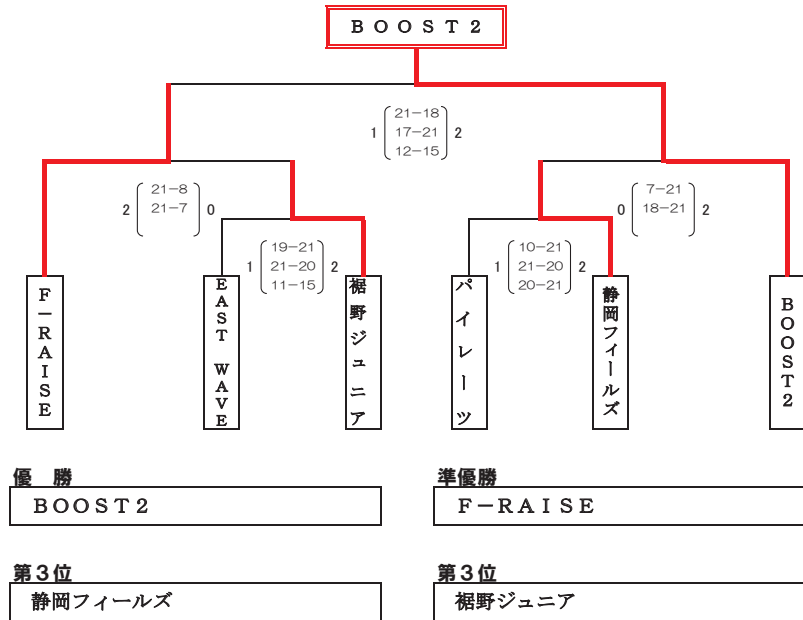 BOOST2
21-18
1 17-21 2
12-15
21-8
2 21-7 0
7-21
0 18-21 2
19-21
1 21-20 2
11-15
10-21
1 21-20 2
20-21
F-RAISE
EAST WAVE
裾野ジュニア
パイレーツ
静岡フィールズ
BOOST2
優 勝
BOOST2
準優勝
F-RAISE
第3位
静岡フィールズ
第3位
裾野ジュニア